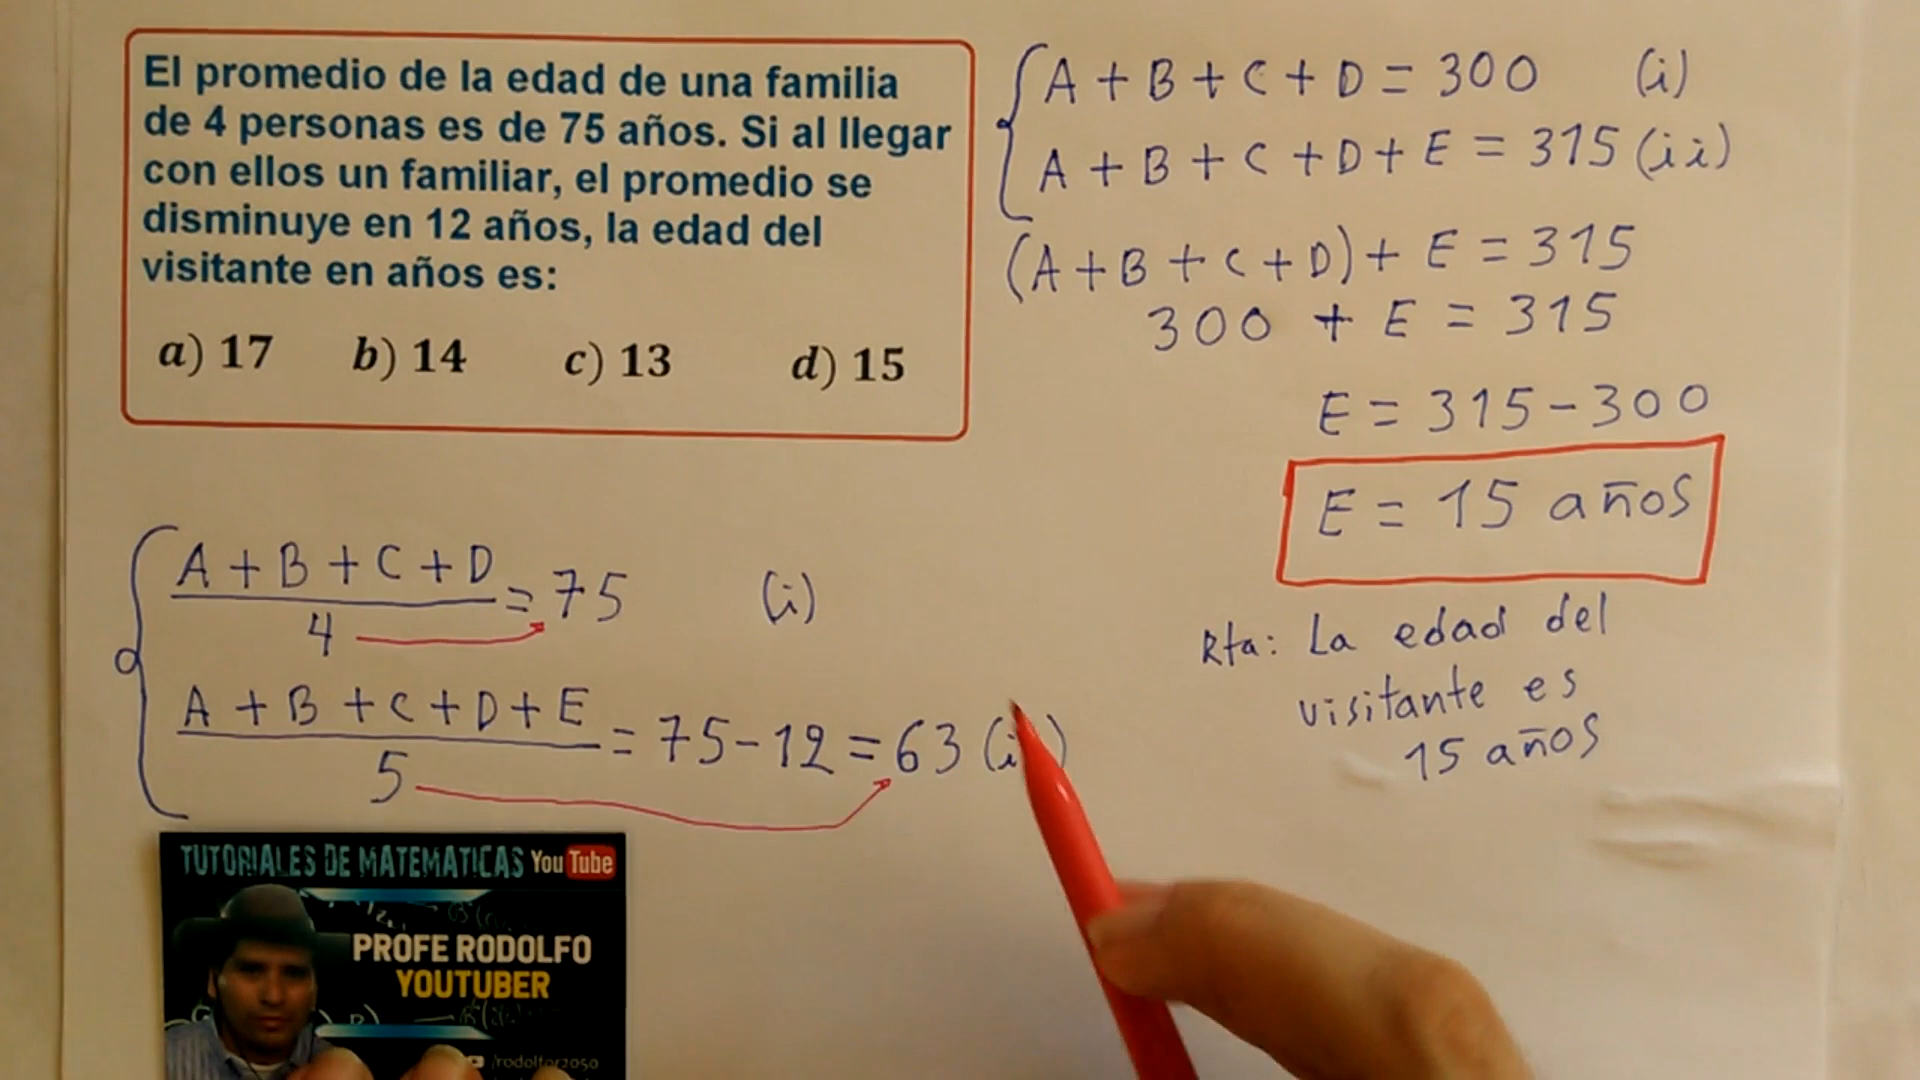 El promedio de la edad de una familia
de 4 personas es de 75 años. Si al llegar
con ellos un familiar, el promedio se
disminuye en 12 años, la edad del
visitante en años es:
a) 17 b) 14 c) 13 d) 15
A + B + C + D / 4 = 75 (i)
A + B + C + D + E / 5 = 75 - 12 = 63 (i )
A + B + C + D = 300 (i)
A + B + C + D + E = 315 (ii)
(A + B + C + D) + E = 315
300 + E = 315
E = 315 - 300
E = 15 años
Rta: La edad del
visitante es
15 años
TUTORIALES DE MATEMATICAS YouTube
PROFE RODOLFO
YOUTUBER
/rodolfor2050